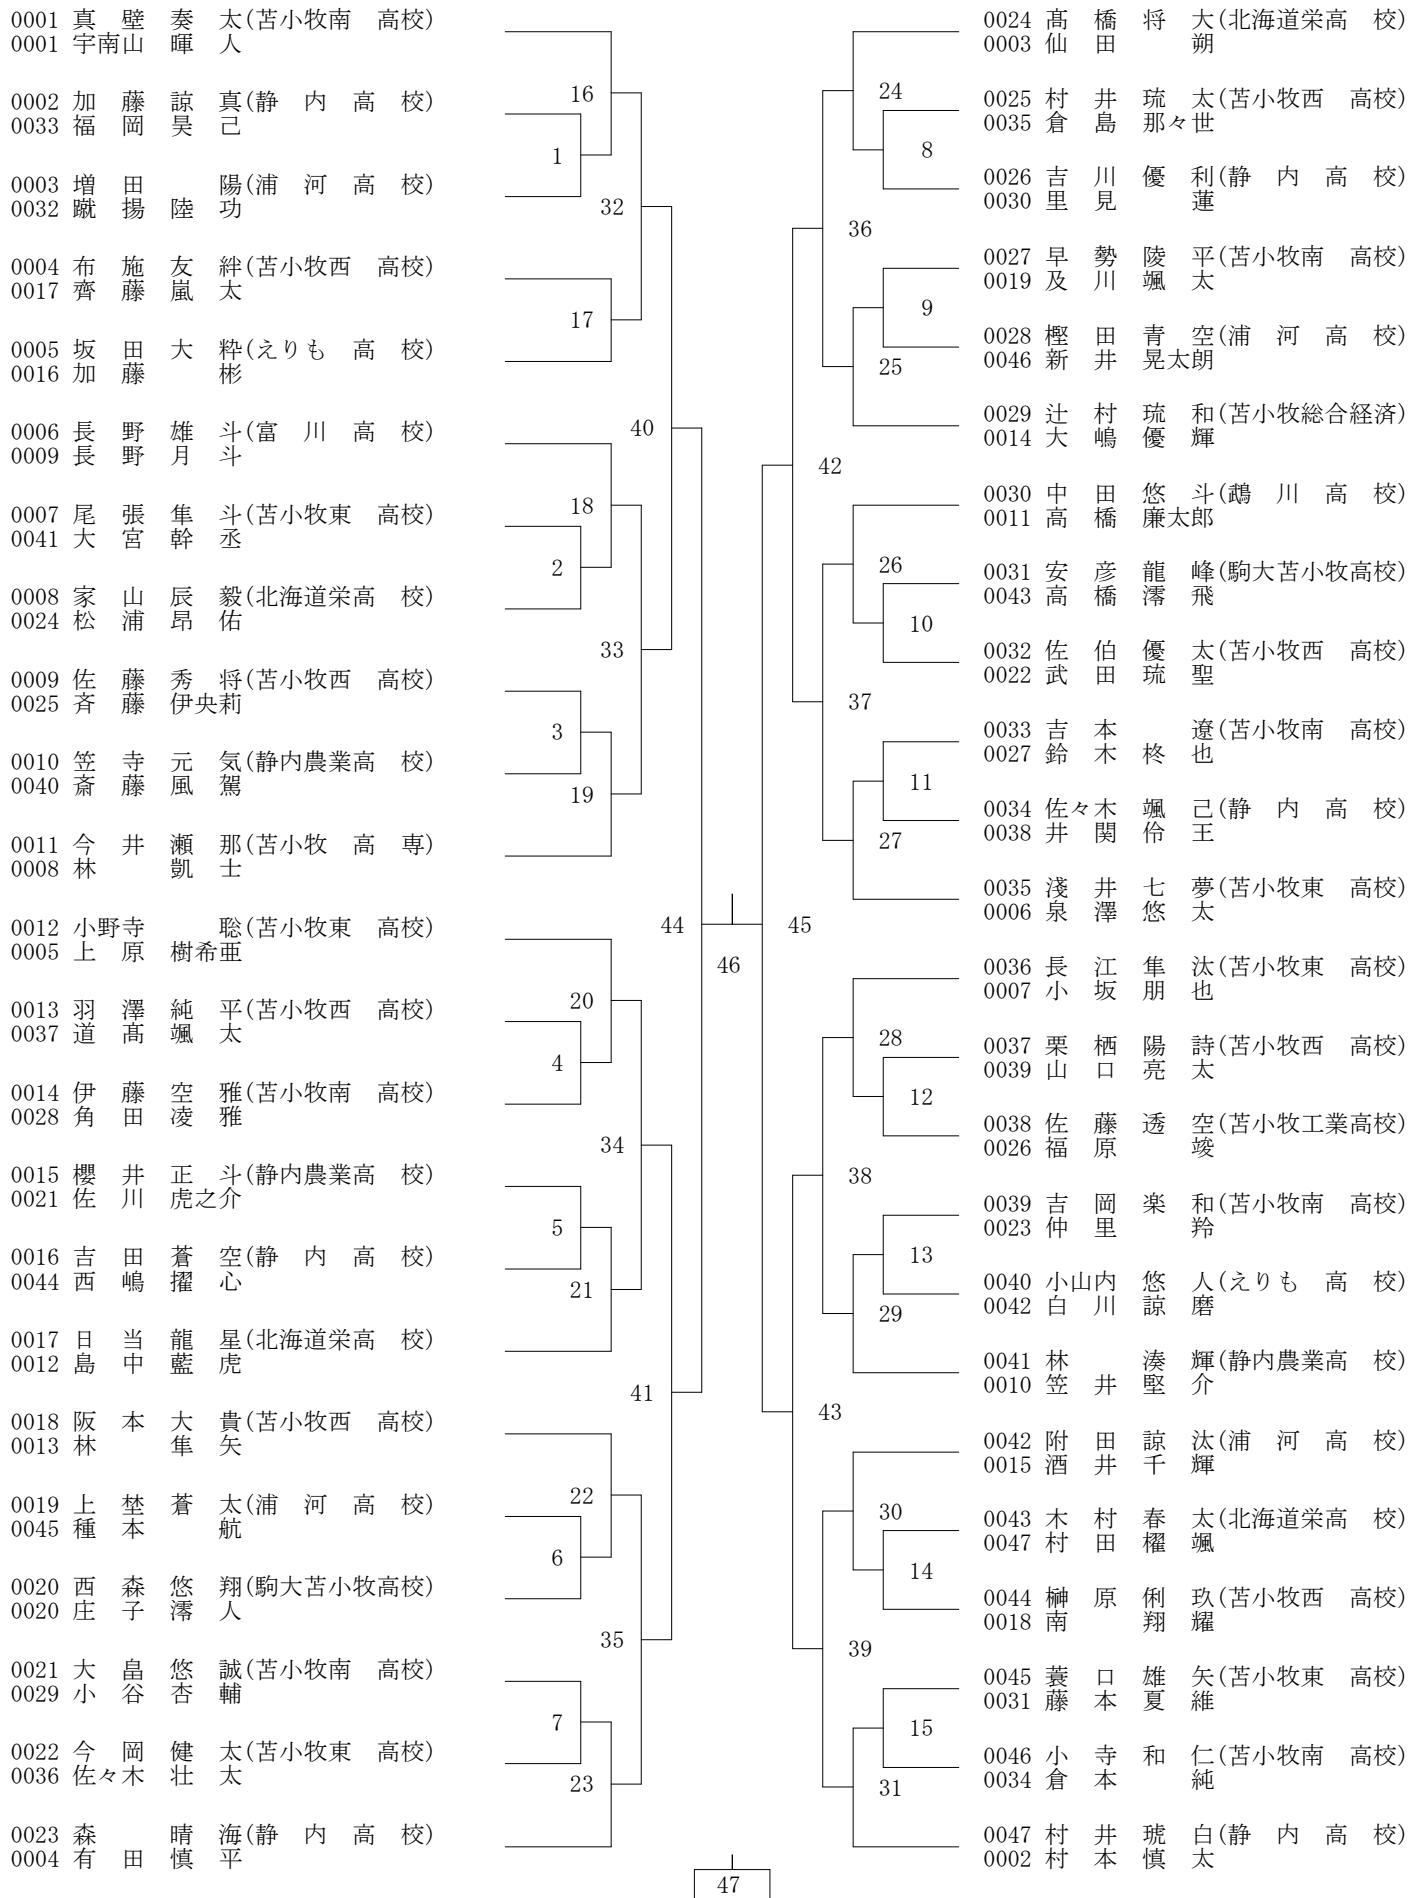 0001 真　壁　奏　太(苫小牧南　高校)
0001 宇南山　暉　人
0002 加　藤　諒　真(静　内　高　校)
0033 福　岡　昊　己
0003 増　田　　　陽(浦　河　高　校)
0032 蹴　揚　陸　功
0004 布　施　友　絆(苫小牧西　高校)
0017 齊　藤　嵐　太
0005 坂　田　大　粋(えりも　高　校)
0016 加　藤　　　彬
0006 長　野　雄　斗(富　川　高　校)
0009 長　野　月　斗
0007 尾　張　隼　斗(苫小牧東　高校)
0041 大　宮　幹　丞
0008 家　山　辰　毅(北海道栄高　校)
0024 松　浦　昂　佑
0009 佐　藤　秀　将(苫小牧西　高校)
0025 斉　藤　伊央莉
0010 笠　寺　元　気(静内農業高　校)
0040 斎　藤　風　駕
0011 今　井　瀬　那(苫小牧　高　専)
0008 林　　　凱　士
0012 小野寺　　　聡(苫小牧東　高校)
0005 上　原　樹希亜
0013 羽　澤　純　平(苫小牧西　高校)
0037 道　髙　颯　太
0014 伊　藤　空　雅(苫小牧南　高校)
0028 角　田　凌　雅
0015 櫻　井　正　斗(静内農業高　校)
0021 佐　川　虎之介
0016 吉　田　蒼　空(静　内　高　校)
0044 西　嶋　擢　心
0017 日　当　龍　星(北海道栄高　校)
0012 島　中　藍　虎
0018 阪　本　大　貴(苫小牧西　高校)
0013 林　　　隼　矢
0019 上　埜　蒼　太(浦　河　高　校)
0045 種　本　　　航
0020 西　森　悠　翔(駒大苫小牧高校)
0020 庄　子　澪　人
0021 大　畠　悠　誠(苫小牧南　高校)
0029 小　谷　杏　輔
0022 今　岡　健　太(苫小牧東　高校)
0036 佐々木　壮　太
0023 森　　　晴　海(静　内　高　校)
0004 有　田　慎　平
16
1
32
17
40
18
2
33
3
19
44
20
4
34
5
21
41
22
6
35
7
23
46
47
45
24
8
36
9
25
42
26
10
37
11
27
28
12
38
13
29
43
30
14
39
15
31
0024 髙　橋　将　大(北海道栄高　校)
0003 仙　田　　　朔
0025 村　井　琉　太(苫小牧西　高校)
0035 倉　島　那々世
0026 吉　川　優　利(静　内　高　校)
0030 里　見　　　蓮
0027 早　勢　陵　平(苫小牧南　高校)
0019 及　川　颯　太
0028 樫　田　青　空(浦　河　高　校)
0046 新　井　晃太朗
0029 辻　村　琉　和(苫小牧総合経済)
0014 大　嶋　優　輝
0030 中　田　悠　斗(鵡　川　高　校)
0011 高　橋　廉太郎
0031 安　彦　龍　峰(駒大苫小牧高校)
0043 高　橋　澪　飛
0032 佐　伯　優　太(苫小牧西　高校)
0022 武　田　琉　聖
0033 吉　本　　　遼(苫小牧南　高校)
0027 鈴　木　柊　也
0034 佐々木　颯　己(静　内　高　校)
0038 井　関　伶　王
0035 淺　井　七　夢(苫小牧東　高校)
0006 泉　澤　悠　太
0036 長　江　隼　汰(苫小牧東　高校)
0007 小　坂　朋　也
0037 栗　栖　陽　詩(苫小牧西　高校)
0039 山　口　亮　太
0038 佐　藤　透　空(苫小牧工業高校)
0026 福　原　　　竣
0039 吉　岡　楽　和(苫小牧南　高校)
0023 仲　里　　　羚
0040 小山内　悠　人(えりも　高　校)
0042 白　川　諒　磨
0041 林　　　湊　輝(静内農業高　校)
0010 笠　井　堅　介
0042 附　田　諒　汰(浦　河　高　校)
0015 酒　井　千　輝
0043 木　村　春　太(北海道栄高　校)
0047 村　田　櫂　颯
0044 榊　原　俐　玖(苫小牧西　高校)
0018 南　　　翔　耀
0045 蓑　口　雄　矢(苫小牧東　高校)
0031 藤　本　夏　維
0046 小　寺　和　仁(苫小牧南　高校)
0034 倉　本　　　純
0047 村　井　琥　白(静　内　高　校)
0002 村　本　慎　太